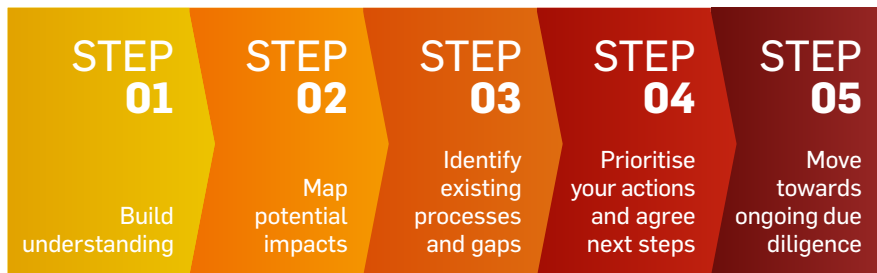 STEP
01
Build
understanding
STEP
02
Map
potential
impacts
STEP
03
Identify
existing
processes
and gaps
STEP
04
Prioritise
your actions
and agree
next steps
STEP
05
Move
towards
ongoing due
diligence